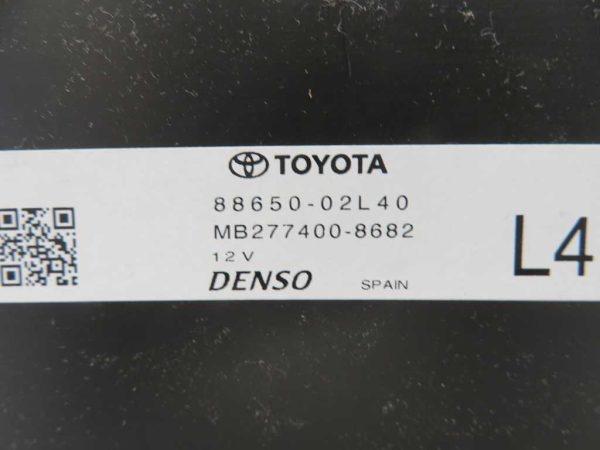 TOYOTA
88650-02L40
MB277400-8682
12V
DENSO SPAIN
L4